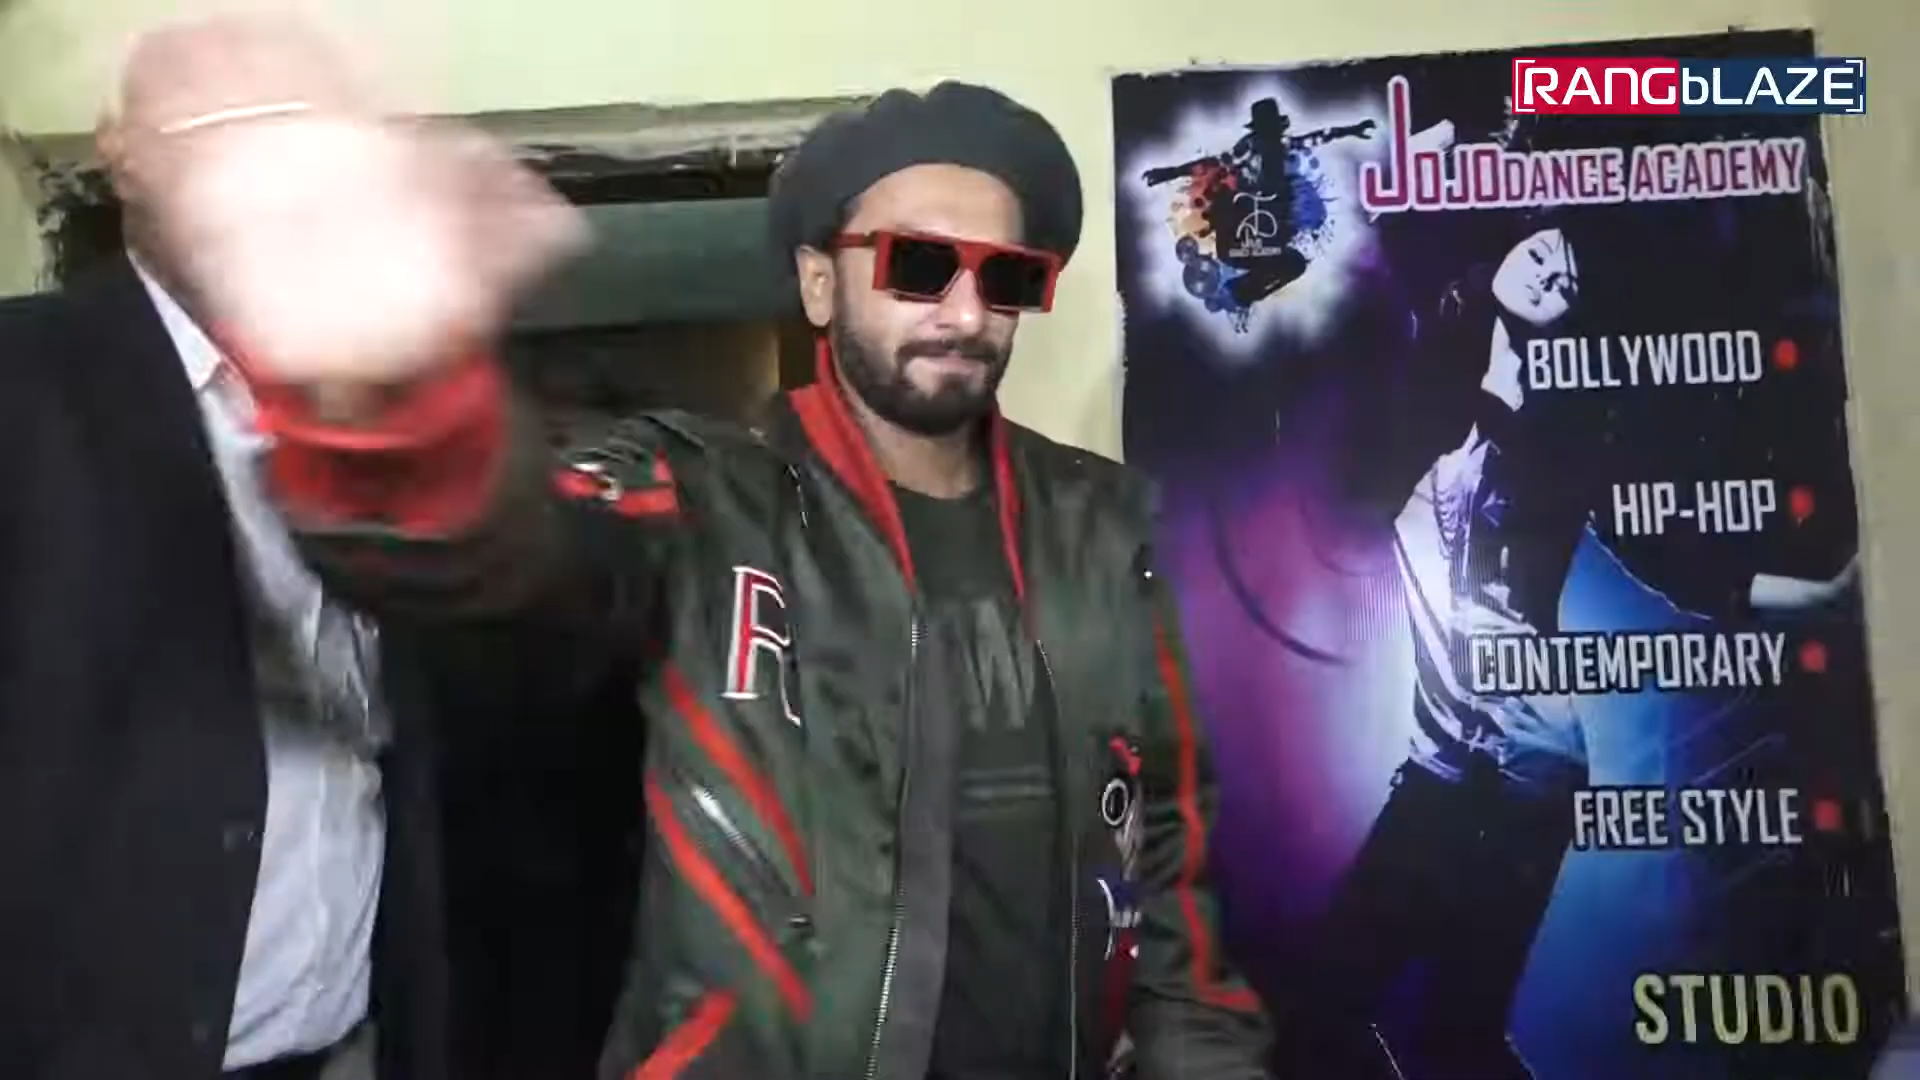 RANGbLAZE
JOJO DANCE ACADEMY
BOLLYWOOD
HIP-HOP
CONTEMPORARY
FREE STYLE
STUDIO
R